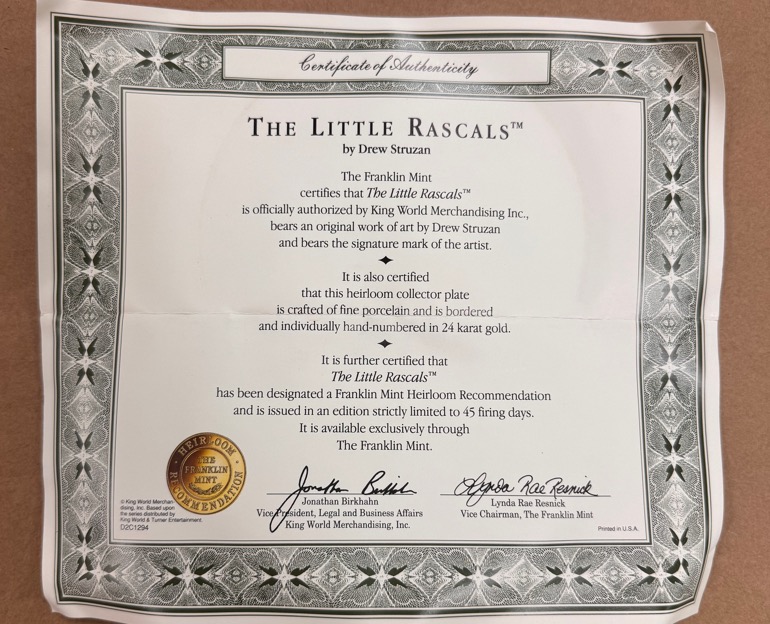 Certificate of Authenticity
THE LITTLE RASCALS™
by Drew Struzan
The Franklin Mint
certifies that The Little Rascals™
is officially authorized by King World Merchandising Inc.,
bears an original work of art by Drew Struzan
and bears the signature mark of the artist.
It is also certified
that this heirloom collector plate
is crafted of fine porcelain and is bordered
and individually hand-numbered in 24 karat gold.
It is further certified that
The Little Rascals™
has been designated a Franklin Mint Heirloom Recommendation
and is issued in an edition strictly limited to 45 firing days.
It is available exclusively through
The Franklin Mint.
HEIRLOOM
RECOMMENDATION
THE
FRANKLIN
MINT
Jonathan Birkhahn
Jonathan Birkhahn
Vice President, Legal and Business Affairs
King World Merchandising, Inc.
Lynda Rae Resnick
Lynda Rae Resnick
Vice Chairman, The Franklin Mint
© King World Merchan-
dising, Inc. Based upon
the series distributed by
King World & Turner Entertainment
D2C1294
Printed in U.S.A.